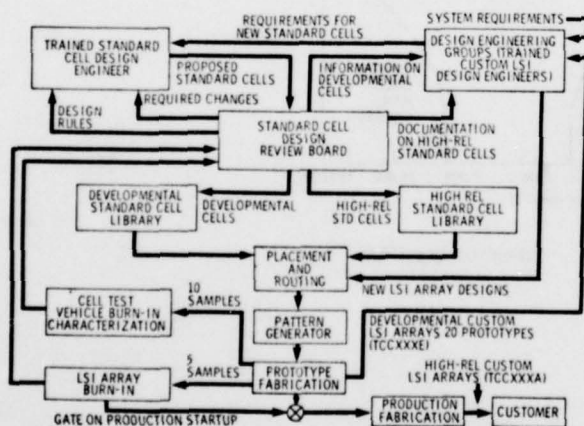 REQUIREMENTS FOR
NEW STANDARD CELLS
SYSTEM REQUIREMENTS
TRAINED STANDARD
CELL DESIGN
ENGINEER
PROPOSED
STANDARD CELLS
INFORMATION ON
DEVELOPMENTAL
CELLS
DESIGN ENGINEERING
GROUPS (TRAINED
CUSTOM LSI
DESIGN ENGINEERS)
DESIGN
RULES
REQUIRED CHANGES
STANDARD CELL
DESIGN
REVIEW BOARD
DOCUMENTATION
ON HIGH-REL
STANDARD CELLS
DEVELOPMENTAL
STANDARD CELL
LIBRARY
DEVELOPMENTAL
CELLS
HIGH-REL
STD CELLS
HIGH REL
STANDARD CELL
LIBRARY
PLACEMENT
AND
ROUTING
NEW LSI ARRAY DESIGNS
CELL TEST
VEHICLE BURN-IN
CHARACTERIZATION
10
SAMPLES
PATTERN
GENERATOR
DEVELOPMENTAL CUSTOM
LSI ARRAYS 20 PROTOTYPES
(TCCXXXE)
LSI ARRAY
BURN-IN
5
SAMPLES
PROTOTYPE
FABRICATION
HIGH-REL CUSTOM
LSI ARRAYS (TCCXXXA)
GATE ON PRODUCTION STARTUP
PRODUCTION
FABRICATION
CUSTOMER